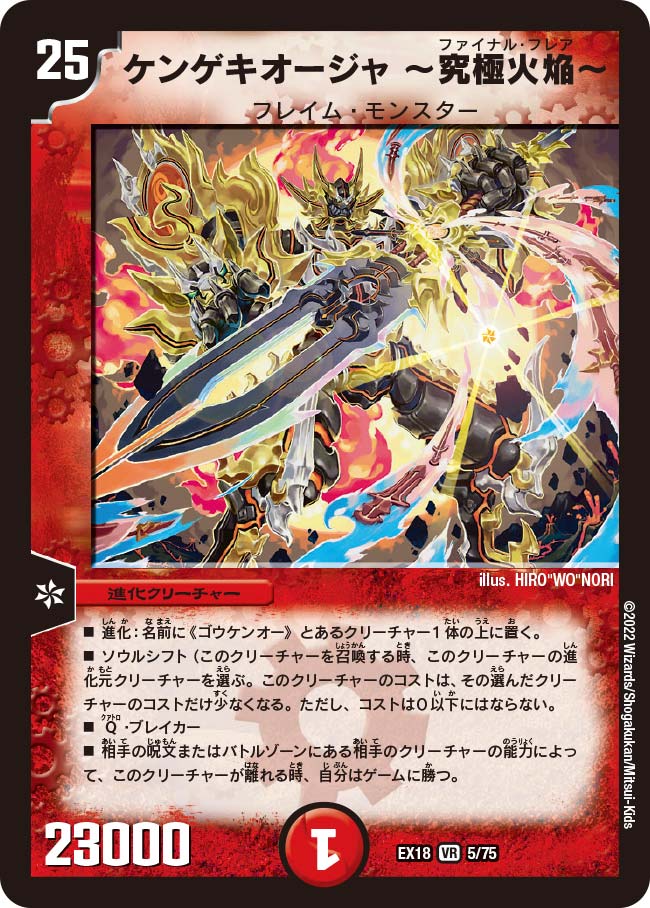 25
ファイナル・フレア
ケンゲキオージャ ～究極火焔～
フレイム・モンスター
illus. HIRO"WO"NORI
進化クリーチャー
■ 進化：名前に《ゴウケンオー》とあるクリーチャー1体の上に置く。
■ ソウルシフト（このクリーチャーを召喚する時、このクリーチャーの進
化元クリーチャーを選ぶ。このクリーチャーのコストは、その選んだクリー
チャーのコストだけ少なくなる。ただし、コストは0以下にはならない。
■ Q・ブレイカー
■ 相手の呪文またはバトルゾーンにある相手のクリーチャーの能力によっ
て、このクリーチャーが離れる時、自分はゲームに勝つ。
©2022 Wizards/Shogakukan/Mitsui-Kids
23000
1
EX18 VR 5/75